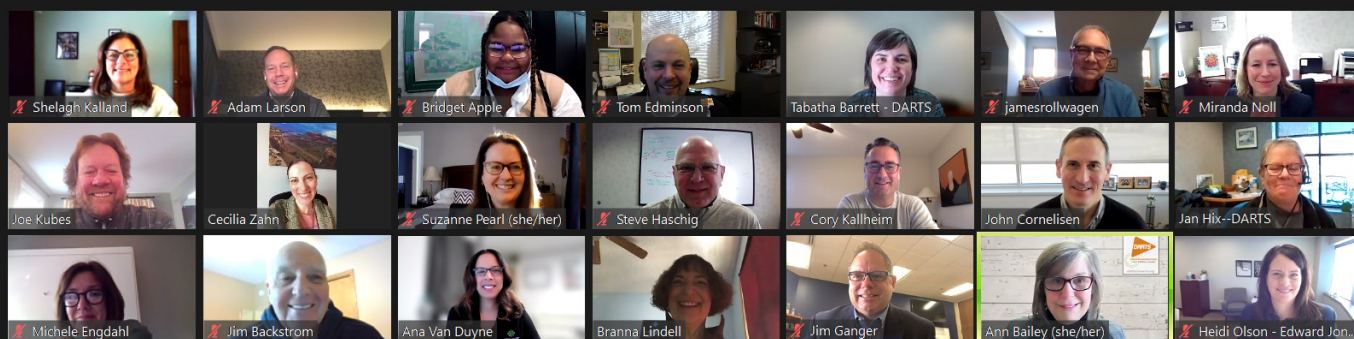 Shelagh Kalland
Adam Larson
Bridget Apple
Tom Edminson
Tabatha Barrett - DARTS
jamesrollwagen
Miranda Noll
Joe Kubes
Cecilia Zahn
Suzanne Pearl (she/her)
Steve Haschig
Cory Kallheim
John Cornelisen
Jan Hix--DARTS
DARTS
Michele Engdahl
Jim Backstrom
Ana Van Duyne
Branna Lindell
Jim Ganger
Ann Bailey (she/her)
Heidi Olson - Edward Jon...